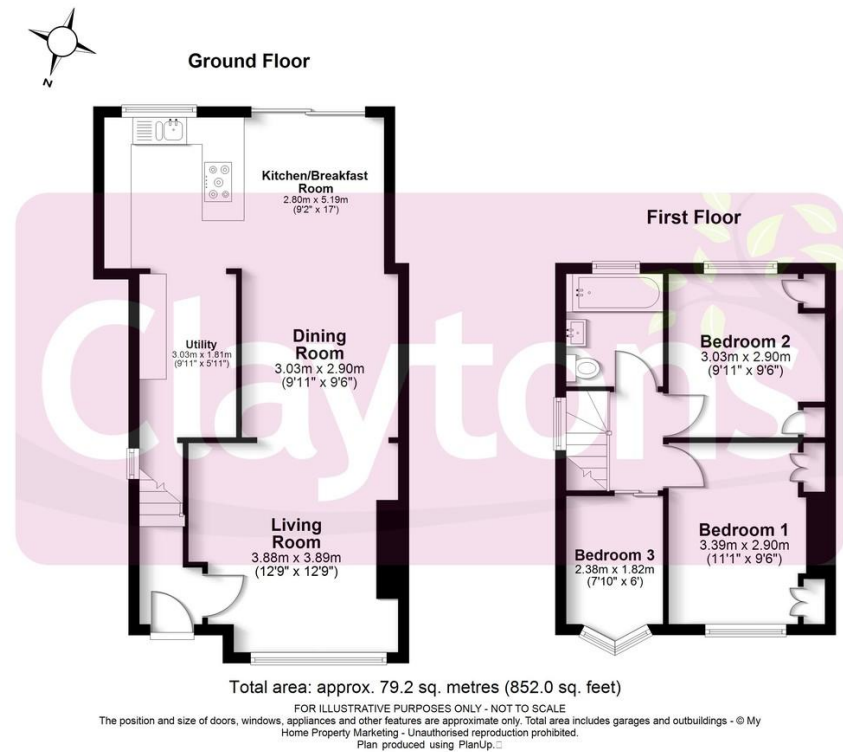 N
Ground Floor
Kitchen/Breakfast
Room
2.80m x 5.19m
(9'2" x 17')
Utility
3.03m x 1.81m
(9'11" x 5'11")
Dining
Room
3.03m x 2.90m
(9'11" x 9'6")
Living
Room
3.88m x 3.89m
(12'9" x 12'9")
First Floor
Bedroom 2
3.03m x 2.90m
(9'11" x 9'6")
Bedroom 1
3.39m x 2.90m
(11'1" x 9'6")
Bedroom 3
2.38m x 1.82m
(7'10" x 6')
Claytons
Total area: approx. 79.2 sq. metres (852.0 sq. feet)
FOR ILLUSTRATIVE PURPOSES ONLY - NOT TO SCALE
The position and size of doors, windows, appliances and other features are approximate only. Total area includes garages and outbuildings - © My
Home Property Marketing - Unauthorised reproduction prohibited.
Plan produced using PlanUp.